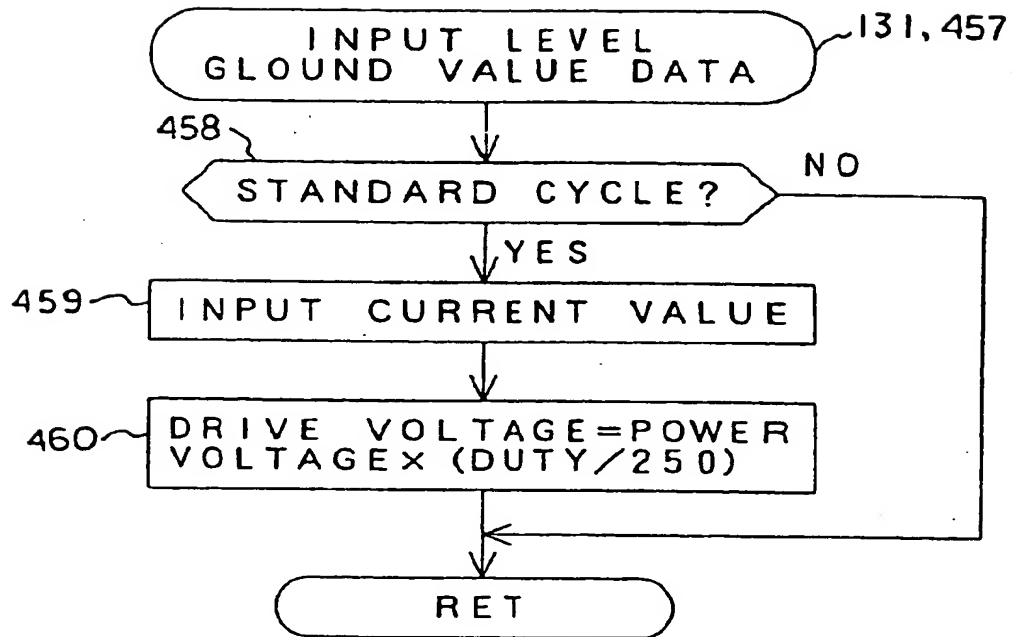 INPUT LEVEL
GLOUND VALUE DATA
131, 457
458
STANDARD CYCLE?
NO
YES
459
INPUT CURRENT VALUE
460
DRIVE VOLTAGE=POWER
VOLTAGE× (DUTY/250)
RET